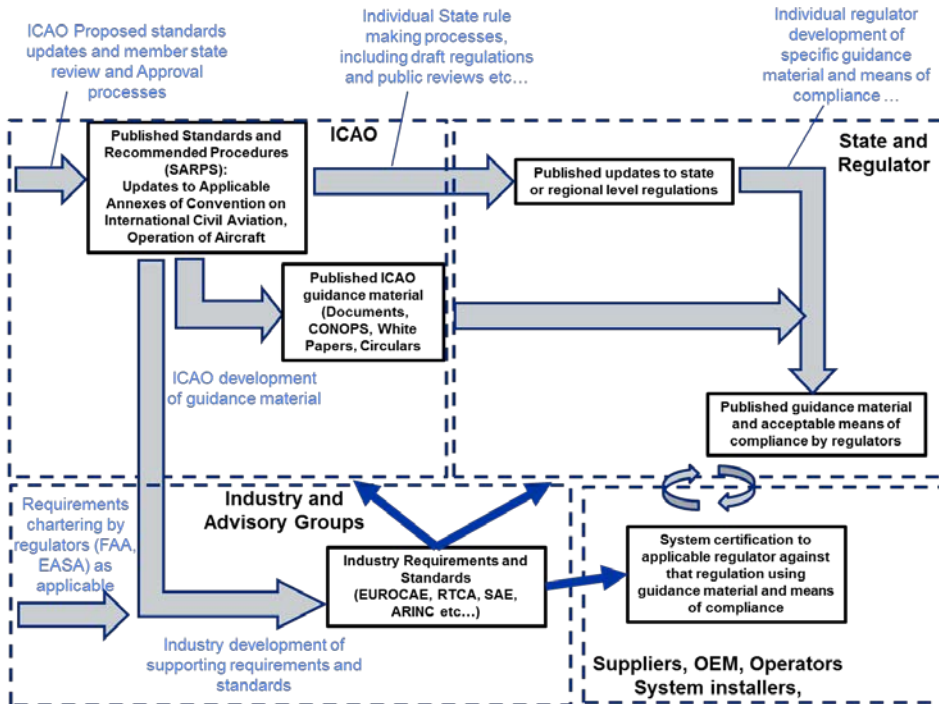 ICAO Proposed standards
updates and member state
review and Approval
processes
Individual State rule
making processes,
including draft regulations
and public reviews etc…
Individual regulator
development of
specific guidance
material and means of
compliance …
ICAO
State and
Regulator
Published Standards and
Recommended Procedures
(SARPS):
Updates to Applicable
Annexes of Convention on
International Civil Aviation,
Operation of Aircraft
Published updates to state
or regional level regulations
Published ICAO
guidance material
(Documents,
CONOPS, White
Papers, Circulars
ICAO development
of guidance material
Published guidance material
and acceptable means of
compliance by regulators
Industry and
Advisory Groups
Requirements
chartering by
regulators (FAA,
EASA) as
applicable
Industry Requirements and
Standards
(EUROCAE, RTCA, SAE,
ARINC etc…)
System certification to
applicable regulator against
that regulation using
guidance material and means
of compliance
Industry development of
supporting requirements and
standards
Suppliers, OEM, Operators
System installers,